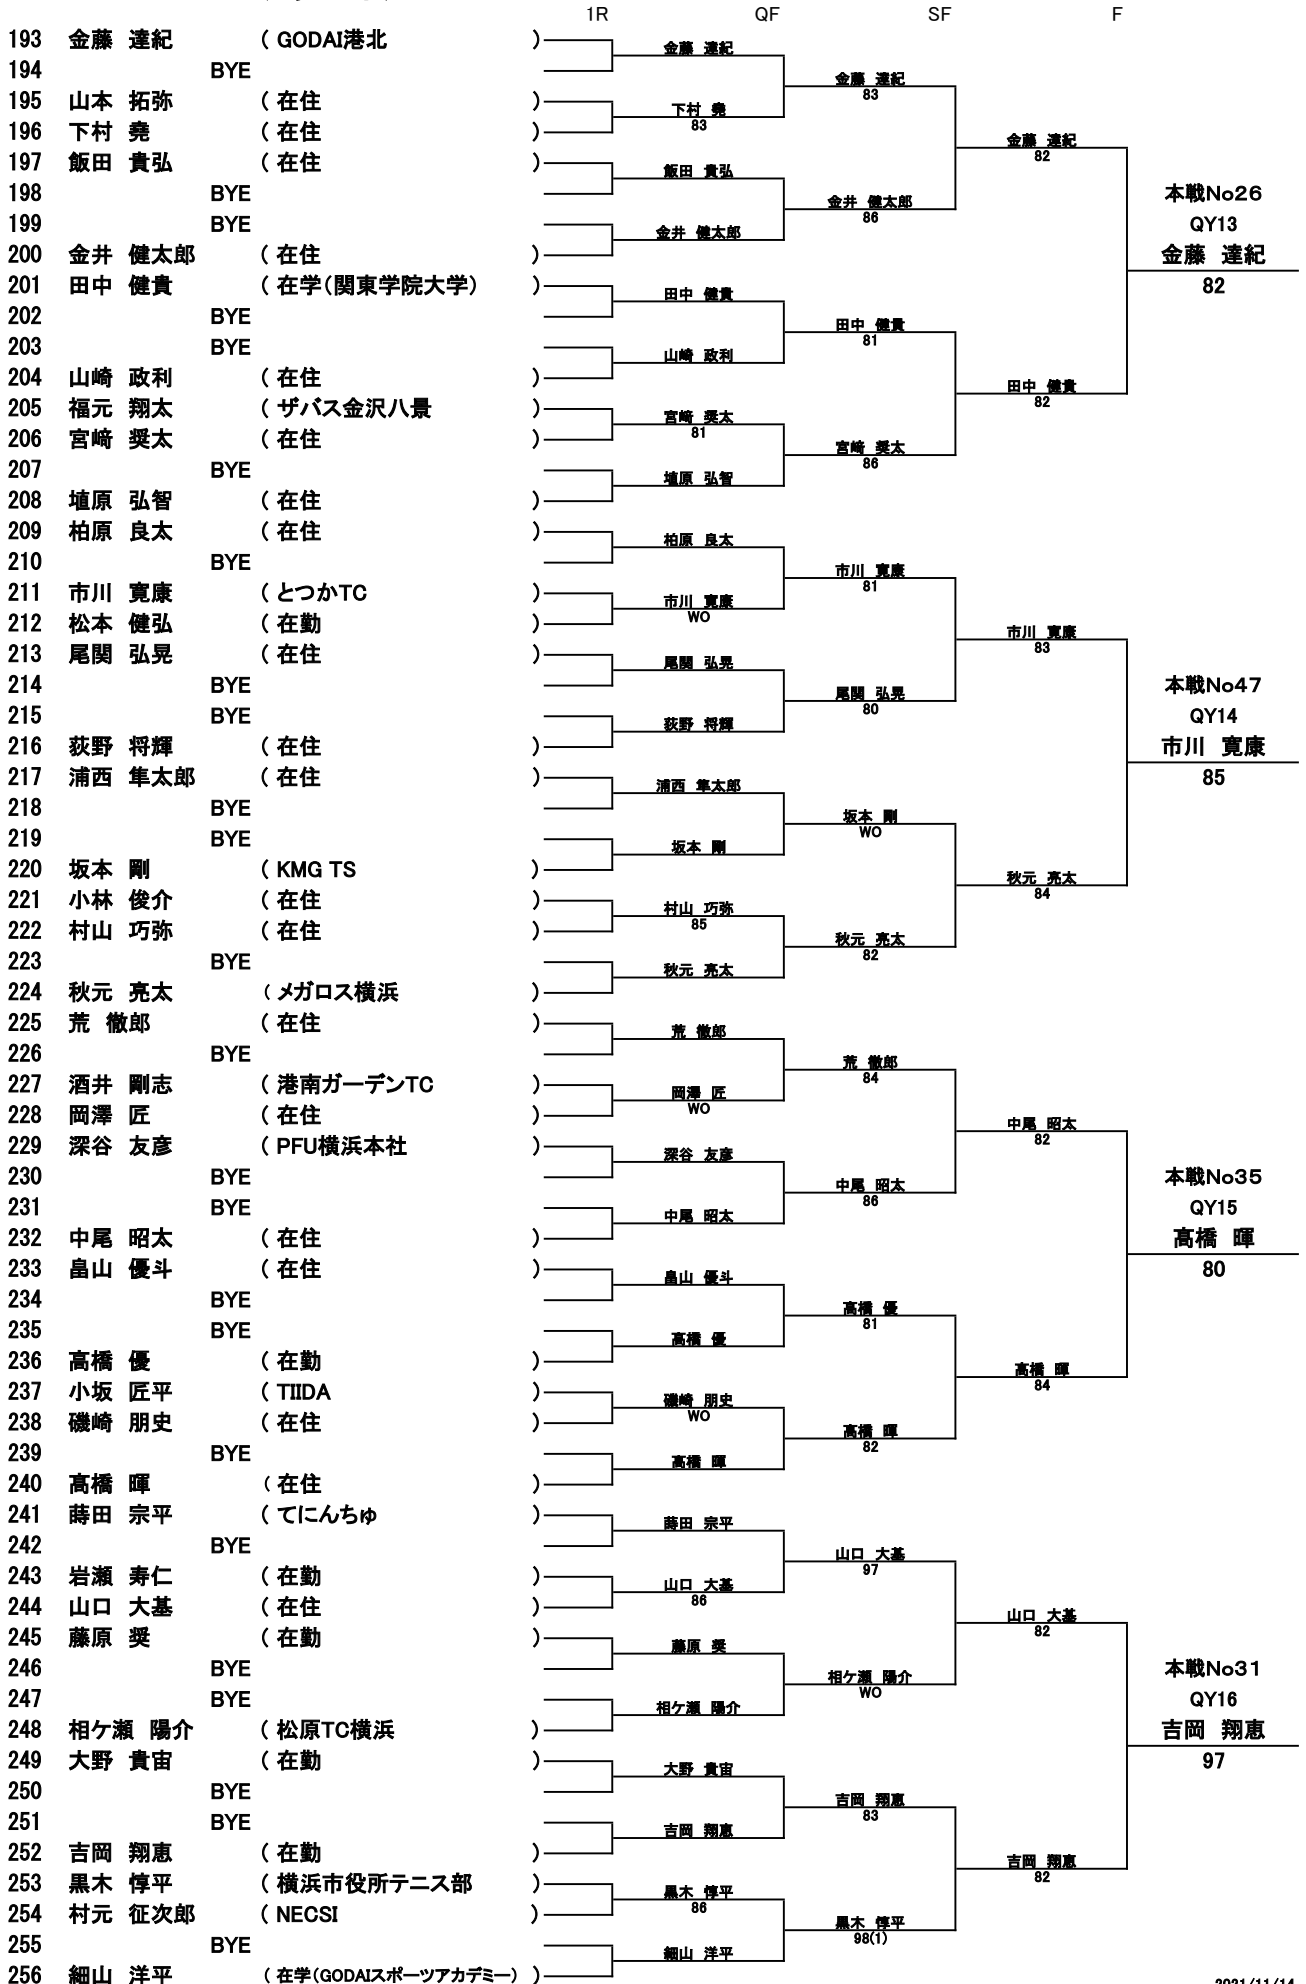 1R QF SF F
193 金藤 達紀 ( GODAI港北 )
金藤 達紀
194 BYE
金藤 達紀
83
195 山本 拓弥 ( 在住 )
下村 堯
83
196 下村 堯 ( 在住 )
金藤 達紀
82
197 飯田 貴弘 ( 在住 )
飯田 貴弘
198 BYE
本戦No26
金井 健太郎
86
199 BYE
QY13
金井 健太郎
200 金井 健太郎 ( 在住 )
金藤 達紀
82
201 田中 健貴 ( 在学(関東学院大学) )
田中 健貴
202 BYE
田中 健貴
81
203 BYE
山崎 政利
204 山崎 政利 ( 在住 )
田中 健貴
82
205 福元 翔太 ( ザバス金沢八景 )
宮﨑 奨太
81
206 宮﨑 奨太 ( 在住 )
宮﨑 奨太
86
207 BYE
埴原 弘智
208 埴原 弘智 ( 在住 )
209 柏原 良太 ( 在住 )
柏原 良太
210 BYE
市川 寛康
81
211 市川 寛康 ( とつかTC )
市川 寛康
WO
212 松本 健弘 ( 在勤 )
市川 寛康
83
213 尾関 弘晃 ( 在住 )
尾関 弘晃
214 BYE
本戦No47
尾関 弘晃
80
215 BYE
QY14
荻野 将輝
216 荻野 将輝 ( 在住 )
市川 寛康
85
217 浦西 隼太郎 ( 在住 )
浦西 隼太郎
218 BYE
坂本 剛
WO
219 BYE
坂本 剛
220 坂本 剛 ( KMG TS )
秋元 亮太
84
221 小林 俊介 ( 在住 )
村山 巧弥
85
222 村山 巧弥 ( 在住 )
秋元 亮太
82
223 BYE
秋元 亮太
224 秋元 亮太 ( メガロス横浜 )
225 荒 徹郎 ( 在住 )
荒 徹郎
226 BYE
荒 徹郎
84
227 酒井 剛志 ( 港南ガーデンTC )
岡澤 匠
WO
228 岡澤 匠 ( 在住 )
中尾 昭太
82
229 深谷 友彦 ( PFU横浜本社 )
深谷 友彦
230 BYE
本戦No35
中尾 昭太
86
231 BYE
QY15
中尾 昭太
232 中尾 昭太 ( 在住 )
髙橋 暉
80
233 畠山 優斗 ( 在住 )
畠山 優斗
234 BYE
高橋 優
81
235 BYE
高橋 優
236 高橋 優 ( 在勤 )
髙橋 暉
84
237 小坂 匠平 ( TIIDA )
磯崎 朋史
WO
238 磯崎 朋史 ( 在住 )
髙橋 暉
82
239 BYE
髙橋 暉
240 髙橋 暉 ( 在住 )
241 蒔田 宗平 ( てにんちゅ )
蒔田 宗平
242 BYE
山口 大基
97
243 岩瀬 寿仁 ( 在勤 )
山口 大基
86
244 山口 大基 ( 在住 )
山口 大基
82
245 藤原 奨 ( 在勤 )
藤原 奨
246 BYE
本戦No31
相ケ瀬 陽介
WO
247 BYE
QY16
相ケ瀬 陽介
248 相ケ瀬 陽介 ( 松原TC横浜 )
吉岡 翔恵
97
249 大野 貴宙 ( 在勤 )
大野 貴宙
250 BYE
吉岡 翔恵
83
251 BYE
吉岡 翔恵
252 吉岡 翔恵 ( 在勤 )
吉岡 翔恵
82
253 黒木 惇平 ( 横浜市役所テニス部 )
黒木 惇平
86
254 村元 征次郎 ( NECSI )
黒木 惇平
98(1)
255 BYE
細山 洋平
256 細山 洋平 ( 在学(GODAIスポーツアカデミー) )